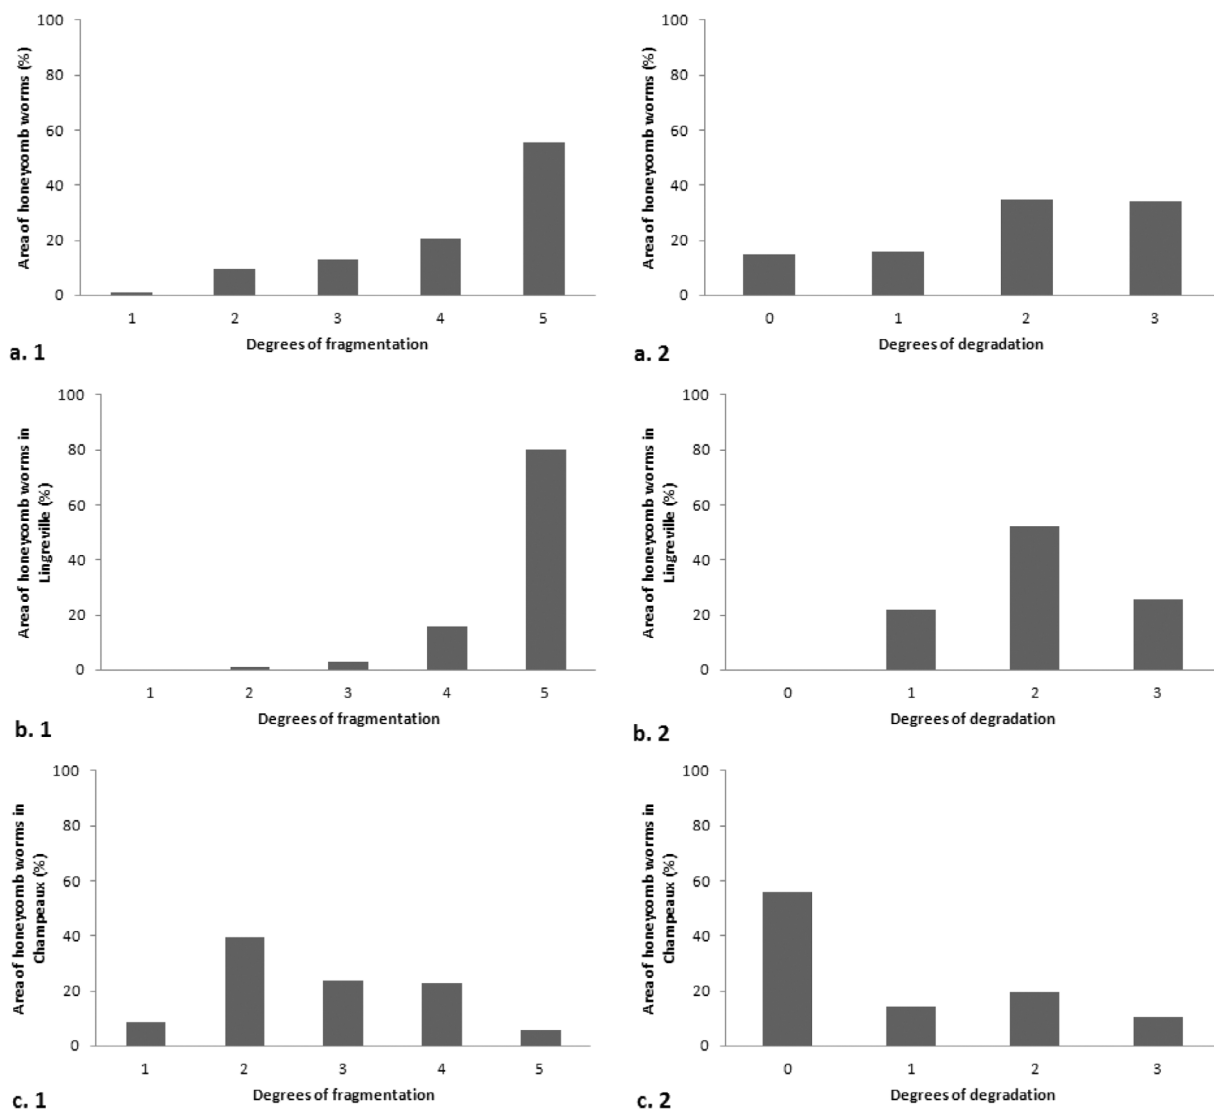 100
80
60
40
20
0
Area of honeycomb worms (%)
1 2 3 4 5
Degrees of fragmentation
a. 1
100
80
60
40
20
0
Area of honeycomb worms (%)
0 1 2 3
Degrees of degradation
a. 2
100
80
60
40
20
0
Area of honeycomb worms in
Lingreville (%)
1 2 3 4 5
Degrees of fragmentation
b. 1
100
80
60
40
20
0
Area of honeycomb worms in
Lingreville (%)
0 1 2 3
Degrees of degradation
b. 2
100
80
60
40
20
0
Area of honeycomb worms in
Champeaux (%)
1 2 3 4 5
Degrees of fragmentation
c. 1
100
80
60
40
20
0
Area of honeycomb worms in
Champeaux (%)
0 1 2 3
Degrees of degradation
c. 2